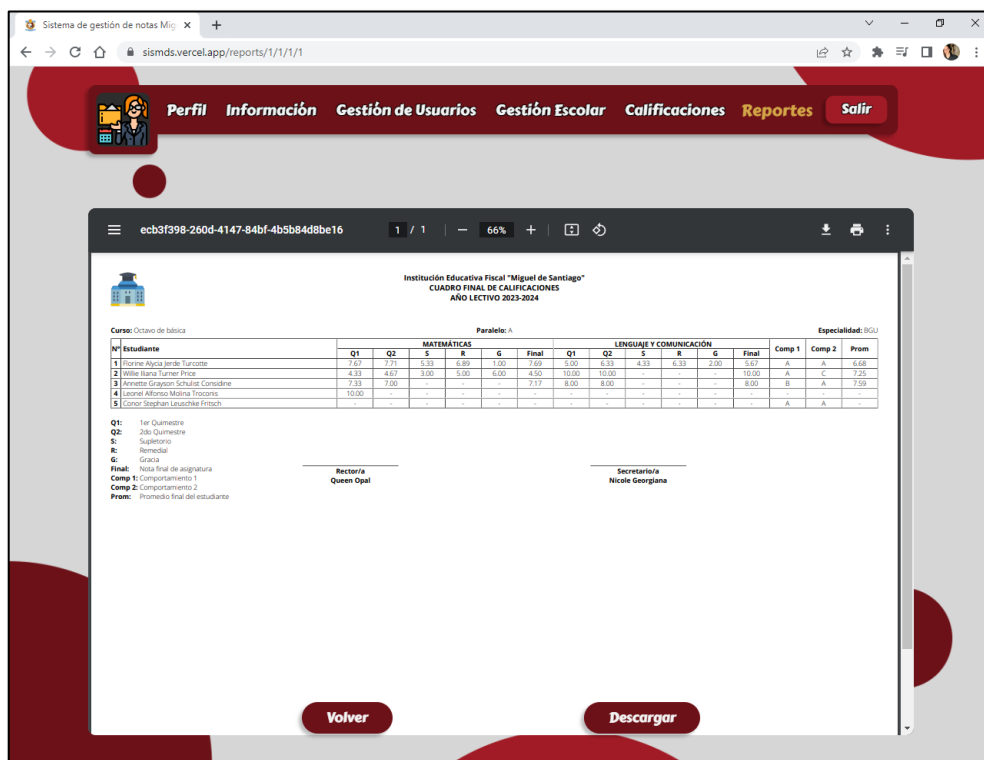 Sistema de gestión de notas Mig
sismds.vercel.app/reports/1/1/1/1
Perfil Información Gestión de Usuarios Gestión Escolar Calificaciones Reportes Salir
ecb3f398-260d-4147-84bf-4b5b84d8be16 1 / 1 66%
Institución Educativa Fiscal "Miguel de Santiago"
CUADRO FINAL DE CALIFICACIONES
AÑO LECTIVO 2023-2024
Curso: Octavo de básica Paralelo: A Especialidad: BGU
N° Estudiante MATEMÁTICAS LENGUAJE Y COMUNICACIÓN Comp 1 Comp 2 Prom
Q1 Q2 S R G Final Q1 Q2 S R G Final
1 Florine Alycia Jerde Turcotte 7.67 7.71 5.33 6.89 1.00 7.69 5.00 6.33 4.33 6.33 2.00 5.67 A A 6.68
2 Willie Iliana Turner Price 4.33 4.67 3.00 5.00 6.00 4.50 10.00 10.00 - - - 10.00 A C 7.25
3 Annette Grayson Schulist Considine 7.33 7.00 - - - 7.17 8.00 8.00 - - - 8.00 B A 7.59
4 Leonel Alfonso Molina Troconis 10.00 - - - - - - - - - - - - - -
5 Conor Stephan Leuschke Fritsch - - - - - - - - - - - - A A -
Q1: 1er Quimestre
Q2: 2do Quimestre
S: Supletorio
R: Remedial
G: Gracia
Final: Nota final de asignatura
Comp 1: Comportamiento 1
Comp 2: Comportamiento 2
Prom: Promedio final del estudiante
Rector/a
Queen Opal
Secretario/a
Nicole Georgiana
Volver Descargar